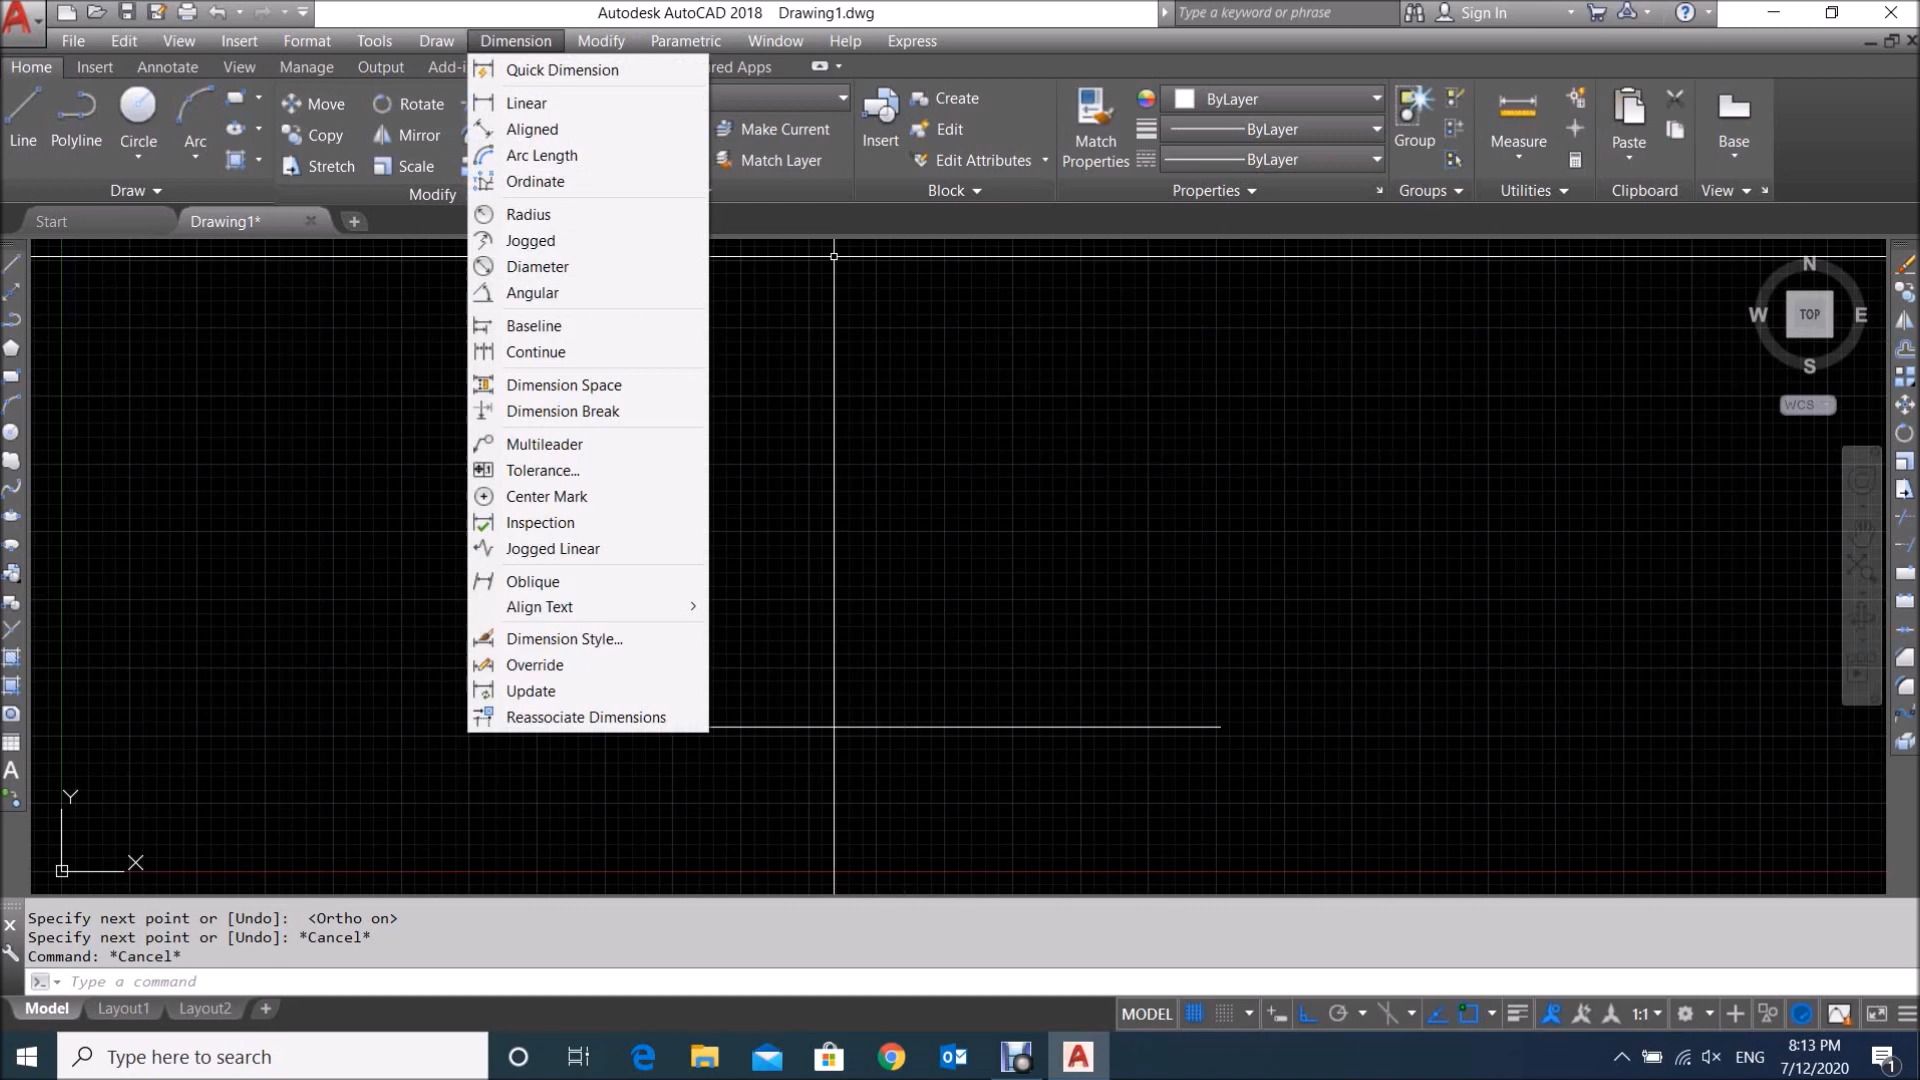 Autodesk AutoCAD 2018 Drawing1.dwg
Type a keyword or phrase
Sign In
File Edit View Insert Format Tools Draw Dimension Modify Parametric Window Help Express
Home Insert Annotate View Manage Output Add-i
red Apps
Line
Polyline
Circle
Arc
Move
Rotate
Copy
Mirror
Stretch
Scale
Draw
Modify
Make Current
Match Layer
Insert
Create
Edit
Edit Attributes
Block
Match
Properties
ByLayer
ByLayer
ByLayer
Properties
Group
Groups
Measure
Utilities
Paste
Clipboard
Base
View
Start
Drawing1*
Quick Dimension
Linear
Aligned
Arc Length
Ordinate
Radius
Jogged
Diameter
Angular
Baseline
Continue
Dimension Space
Dimension Break
Multileader
Tolerance...
Center Mark
Inspection
Jogged Linear
Oblique
Align Text
Dimension Style...
Override
Update
Reassociate Dimensions
N
W TOP E
S
WCS
Y
X
A
Specify next point or [Undo]: <Ortho on>
Specify next point or [Undo]: *Cancel*
Command: *Cancel*
Type a command
Model Layout1 Layout2
MODEL
1:1
Type here to search
ENG
8:13 PM
7/12/2020
1